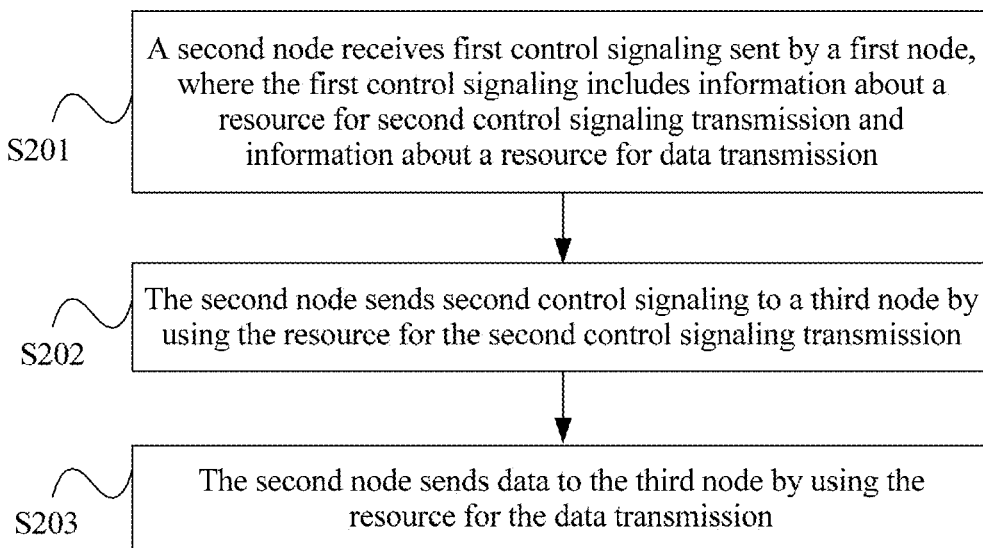 A second node receives first control signaling sent by a first node,
where the first control signaling includes information about a
resource for second control signaling transmission and
information about a resource for data transmission
S201
The second node sends second control signaling to a third node by
using the resource for the second control signaling transmission
S202
The second node sends data to the third node by using the
resource for the data transmission
S203